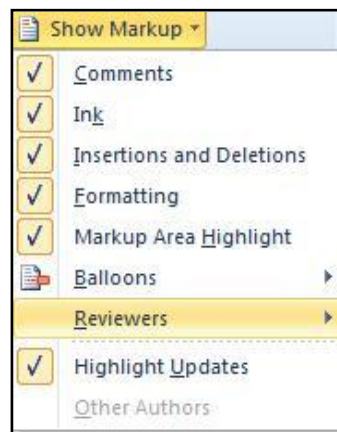 Show Markup
Comments
Ink
Insertions and Deletions
Formatting
Markup Area Highlight
Balloons
Reviewers
Highlight Updates
Other Authors